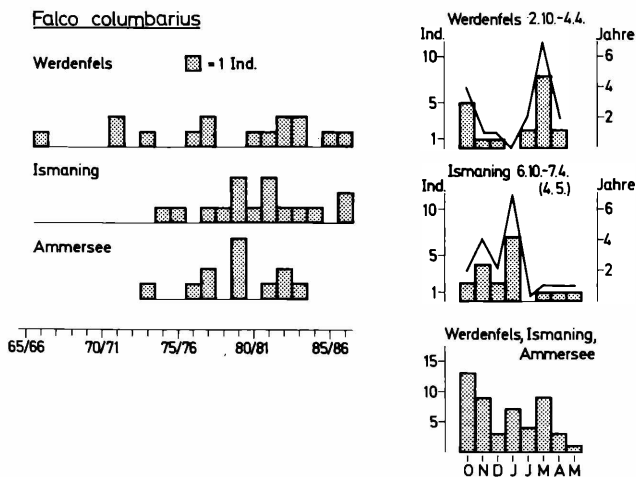 Falco columbarius
Werdenfels = 1 Ind.
Ismaning
Ammersee
65/66 70/71 75/76 80/81 85/86
Werdenfels 2.10.-4.4.
Ind. Jahre
10 6
4
5
2
1
Ismaning 6.10.-7.4.
Ind. (4.5.) Jahre
10 6
4
5
2
1
Werdenfels, Ismaning,
Ammersee
15
10
5
O N D J J M A M